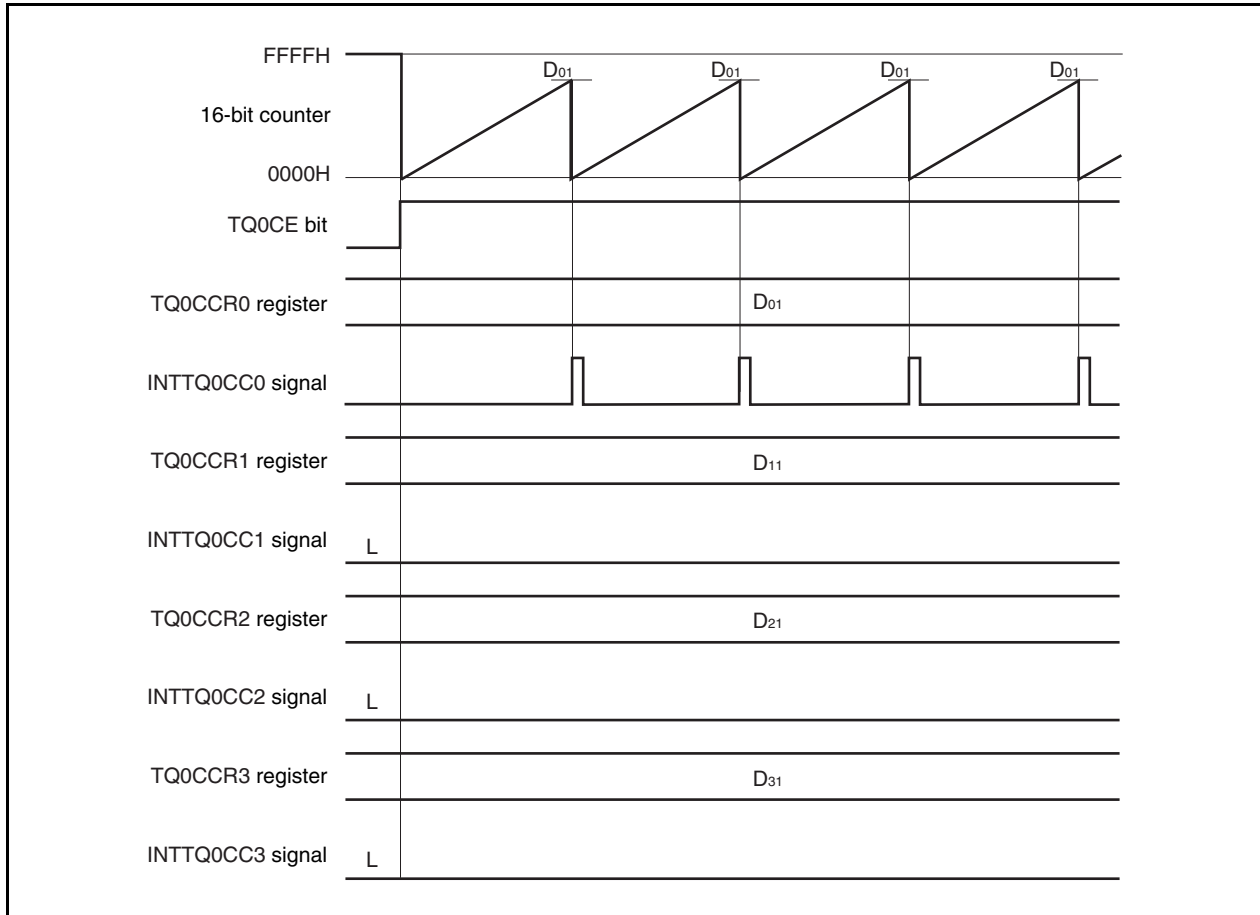 FFFFH
D01 D01 D01 D01
16-bit counter
0000H
TQ0CE bit
TQ0CCR0 register
D01
INTTQ0CC0 signal
TQ0CCR1 register
D11
INTTQ0CC1 signal
L
TQ0CCR2 register
D21
INTTQ0CC2 signal
L
TQ0CCR3 register
D31
INTTQ0CC3 signal
L